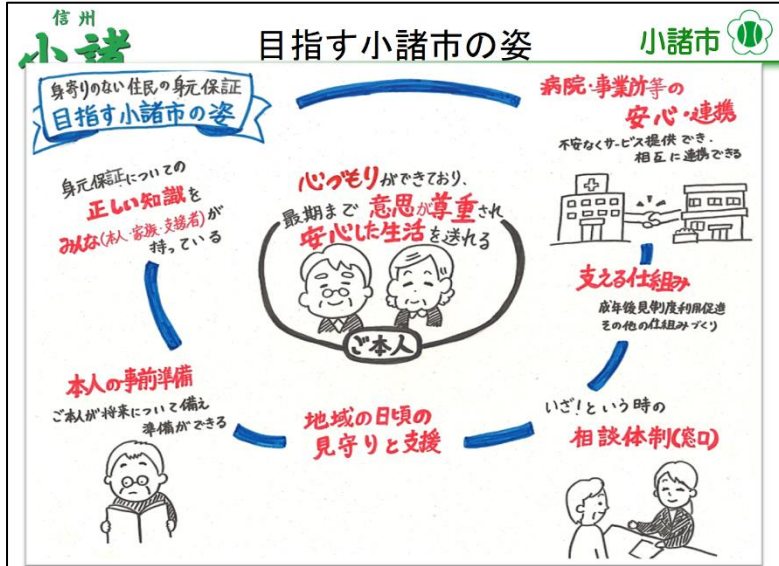 信州
小諸
目指す小諸市の姿
小諸市
身寄りのない住民の身元保証
目指す小諸市の姿
病院・事業所等の
安心・連携
不安なくサービス提供でき、
相互に連携できる
身元保証についての
正しい知識を
みんな(本人・家族・支援者)が
持っている
心づもりができており、
最期まで意思が尊重され
安心した生活を送れる
ご本人
支える仕組み
成年後見制度利用促進
その他の仕組みづくり
本人の事前準備
ご本人が将来について備え
準備ができる
地域の日頃の
見守りと支援
いざ!という時の
相談体制(窓口)